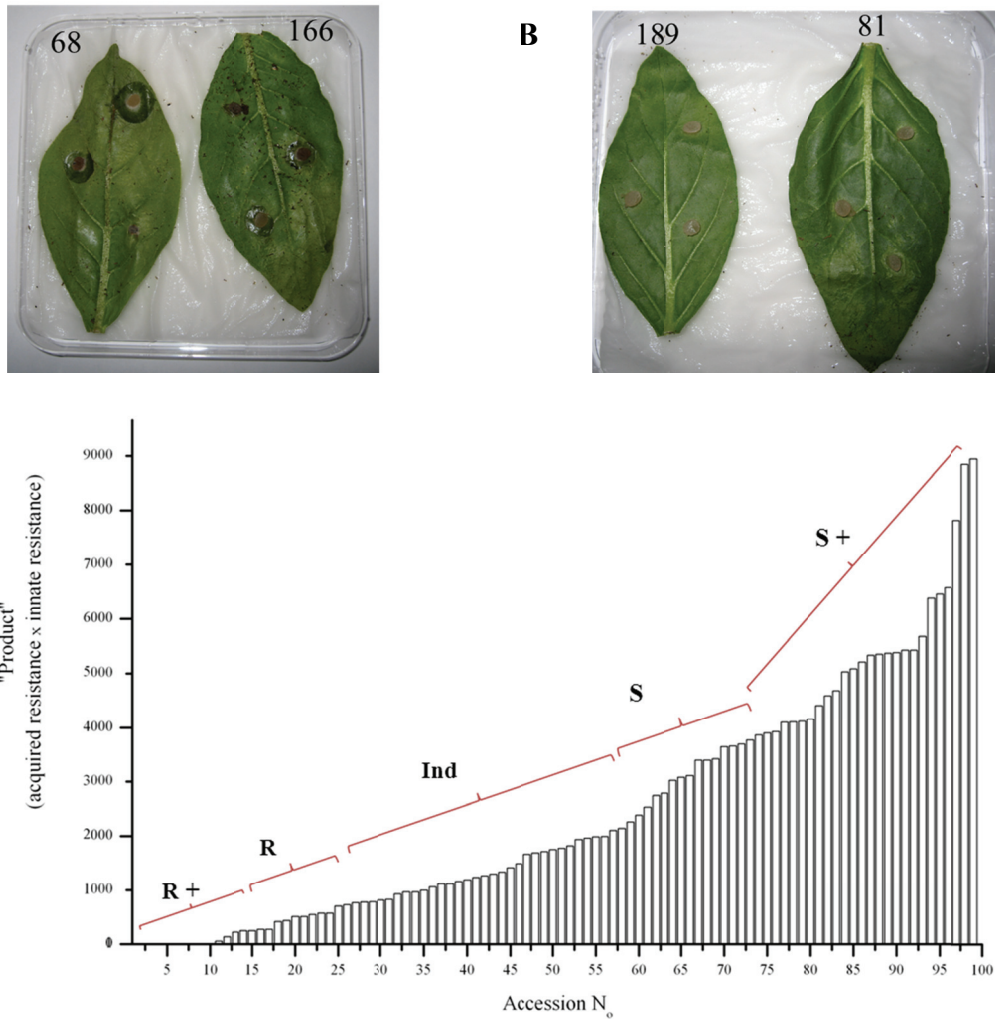 68
166
B
189
81
"Product"
(acquired resistance x innate resistance)
9000
8000
7000
6000
5000
4000
3000
2000
1000
0
R +
R
Ind
S
S +
5 10 15 20 25 30 35 40 45 50 55 60 65 70 75 80 85 90 95 100
Accession Nₒ